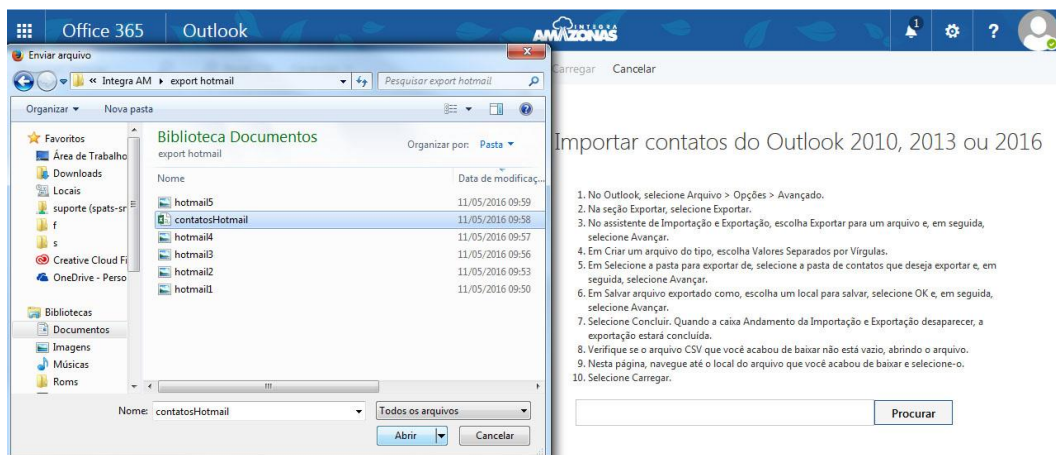 Office 365
Outlook
INTEGRA
AMAZONAS
1
?
Enviar arquivo
« Integra AM ▸ export hotmail
Pesquisar export hotmail
Organizar
Nova pasta
Favoritos
Área de Trabalho
Downloads
Locais
suporte (spats-sr
f
s
Creative Cloud Fi
OneDrive - Perso
Bibliotecas
Documentos
Imagens
Músicas
Roms
Biblioteca Documentos
export hotmail
Organizar por: Pasta
Nome
Data de modificaç...
hotmail5 11/05/2016 09:59
contatosHotmail 11/05/2016 09:58
hotmail4 11/05/2016 09:57
hotmail3 11/05/2016 09:56
hotmail2 11/05/2016 09:53
hotmail1 11/05/2016 09:50
Nome: contatosHotmail
Todos os arquivos
Abrir
Cancelar
arregar Cancelar
Importar contatos do Outlook 2010, 2013 ou 2016
1. No Outlook, selecione Arquivo > Opções > Avançado.
2. Na seção Exportar, selecione Exportar.
3. No assistente de Importação e Exportação, escolha Exportar para um arquivo e, em seguida,
selecione Avançar.
4. Em Criar um arquivo do tipo, escolha Valores Separados por Vírgulas.
5. Em Selecione a pasta para exportar de, selecione a pasta de contatos que deseja exportar e, em
seguida, selecione Avançar.
6. Em Salvar arquivo exportado como, escolha um local para salvar, selecione OK e, em seguida,
selecione Avançar.
7. Selecione Concluir. Quando a caixa Andamento da Importação e Exportação desaparecer, a
exportação estará concluída.
8. Verifique se o arquivo CSV que você acabou de baixar não está vazio, abrindo o arquivo.
9. Nesta página, navegue até o local do arquivo que você acabou de baixar e selecione-o.
10. Selecione Carregar.
Procurar